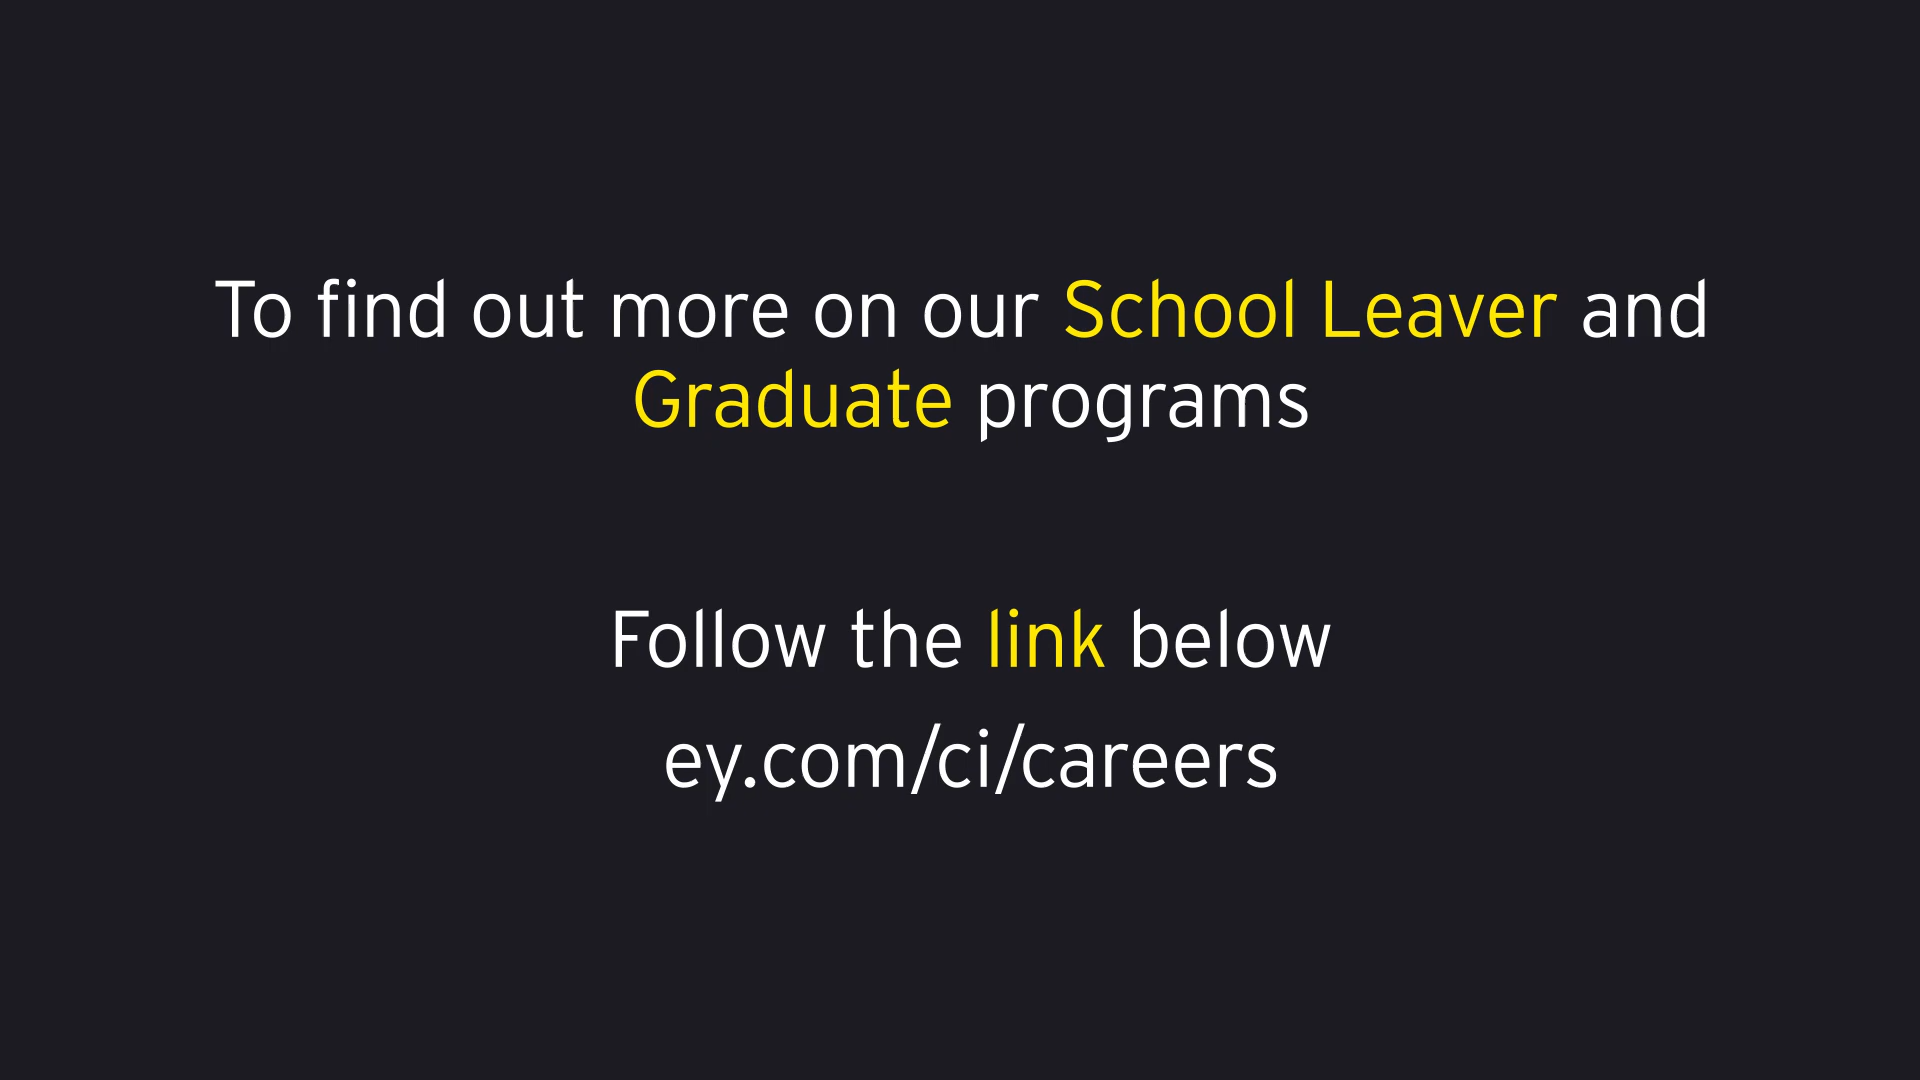 To find out more on our School Leaver and
Graduate programs
Follow the link below
ey.com/ci/careers